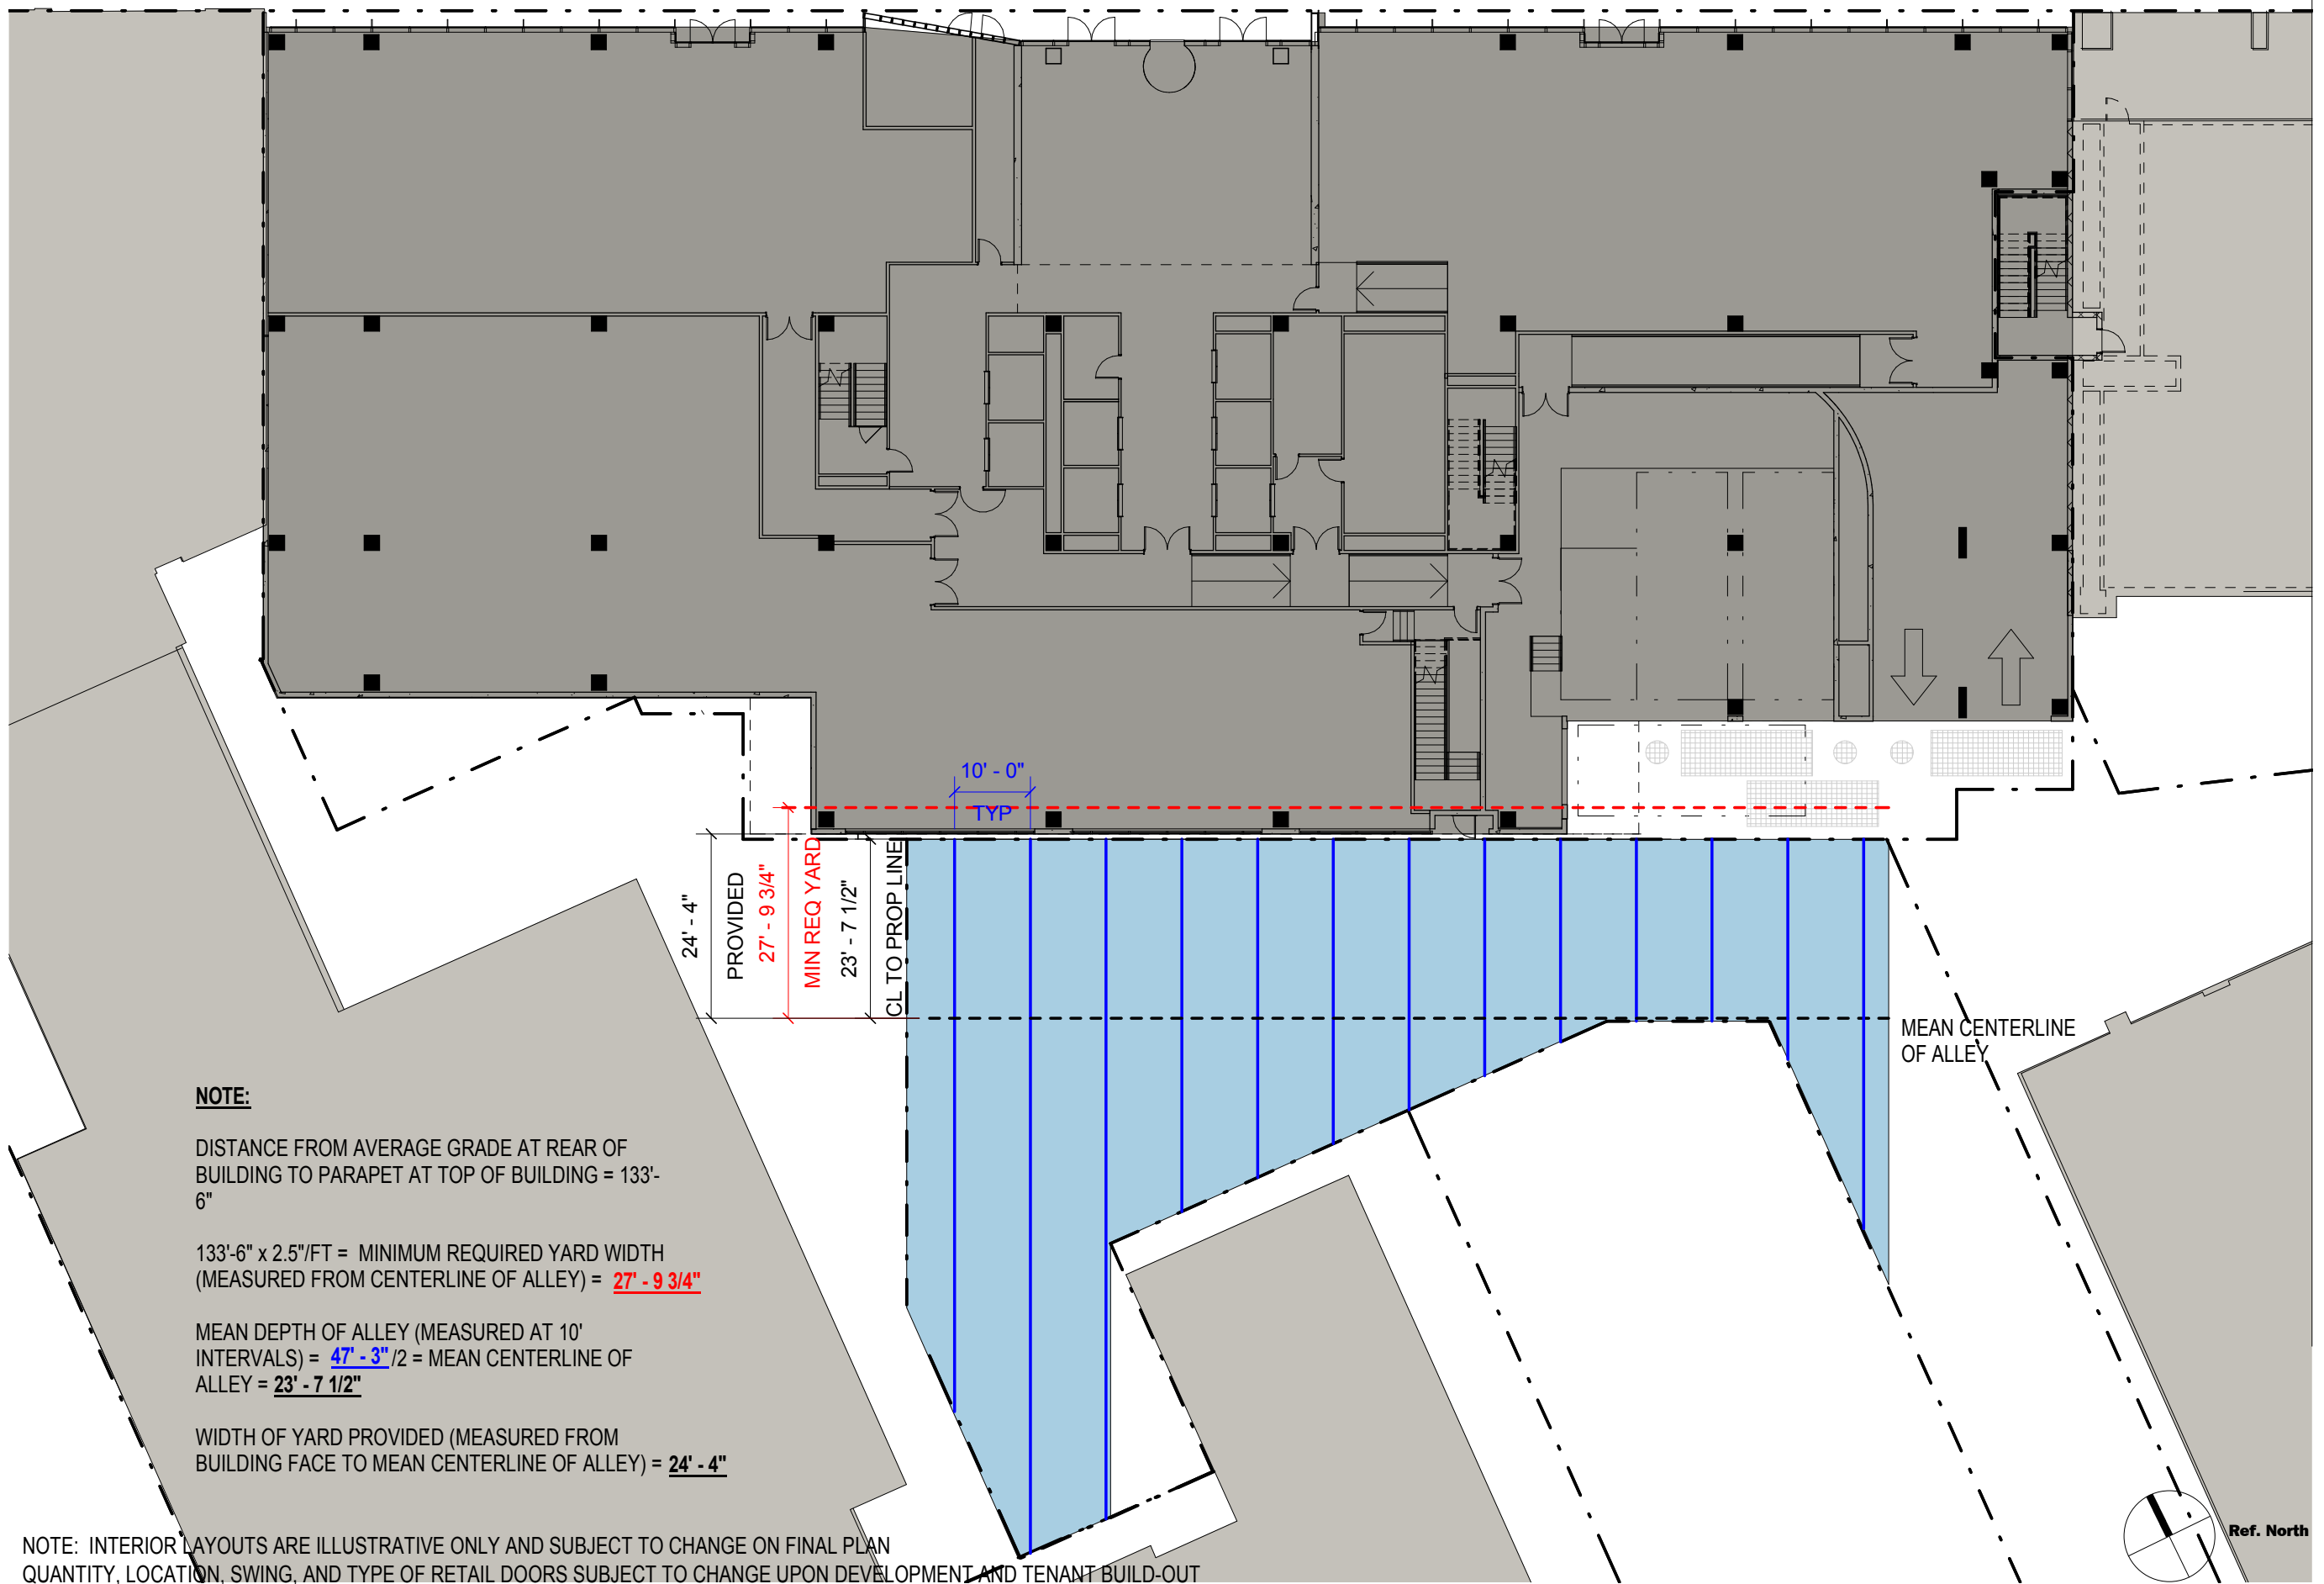 10' - 0"
TYP
24' - 4"
PROVIDED
27' - 9 3/4"
MIN REQ YARD
23' - 7 1/2"
CL TO PROP LINE
MEAN CENTERLINE
OF ALLEY
NOTE:
DISTANCE FROM AVERAGE GRADE AT REAR OF
BUILDING TO PARAPET AT TOP OF BUILDING = 133'-
6"
133'-6" x 2.5"/FT = MINIMUM REQUIRED YARD WIDTH
(MEASURED FROM CENTERLINE OF ALLEY) = 27' - 9 3/4"
MEAN DEPTH OF ALLEY (MEASURED AT 10'
INTERVALS) = 47' - 3" /2 = MEAN CENTERLINE OF
ALLEY = 23' - 7 1/2"
WIDTH OF YARD PROVIDED (MEASURED FROM
BUILDING FACE TO MEAN CENTERLINE OF ALLEY) = 24' - 4"
Ref. North
NOTE: INTERIOR LAYOUTS ARE ILLUSTRATIVE ONLY AND SUBJECT TO CHANGE ON FINAL PLAN
QUANTITY, LOCATION, SWING, AND TYPE OF RETAIL DOORS SUBJECT TO CHANGE UPON DEVELOPMENT AND TENANT BUILD-OUT